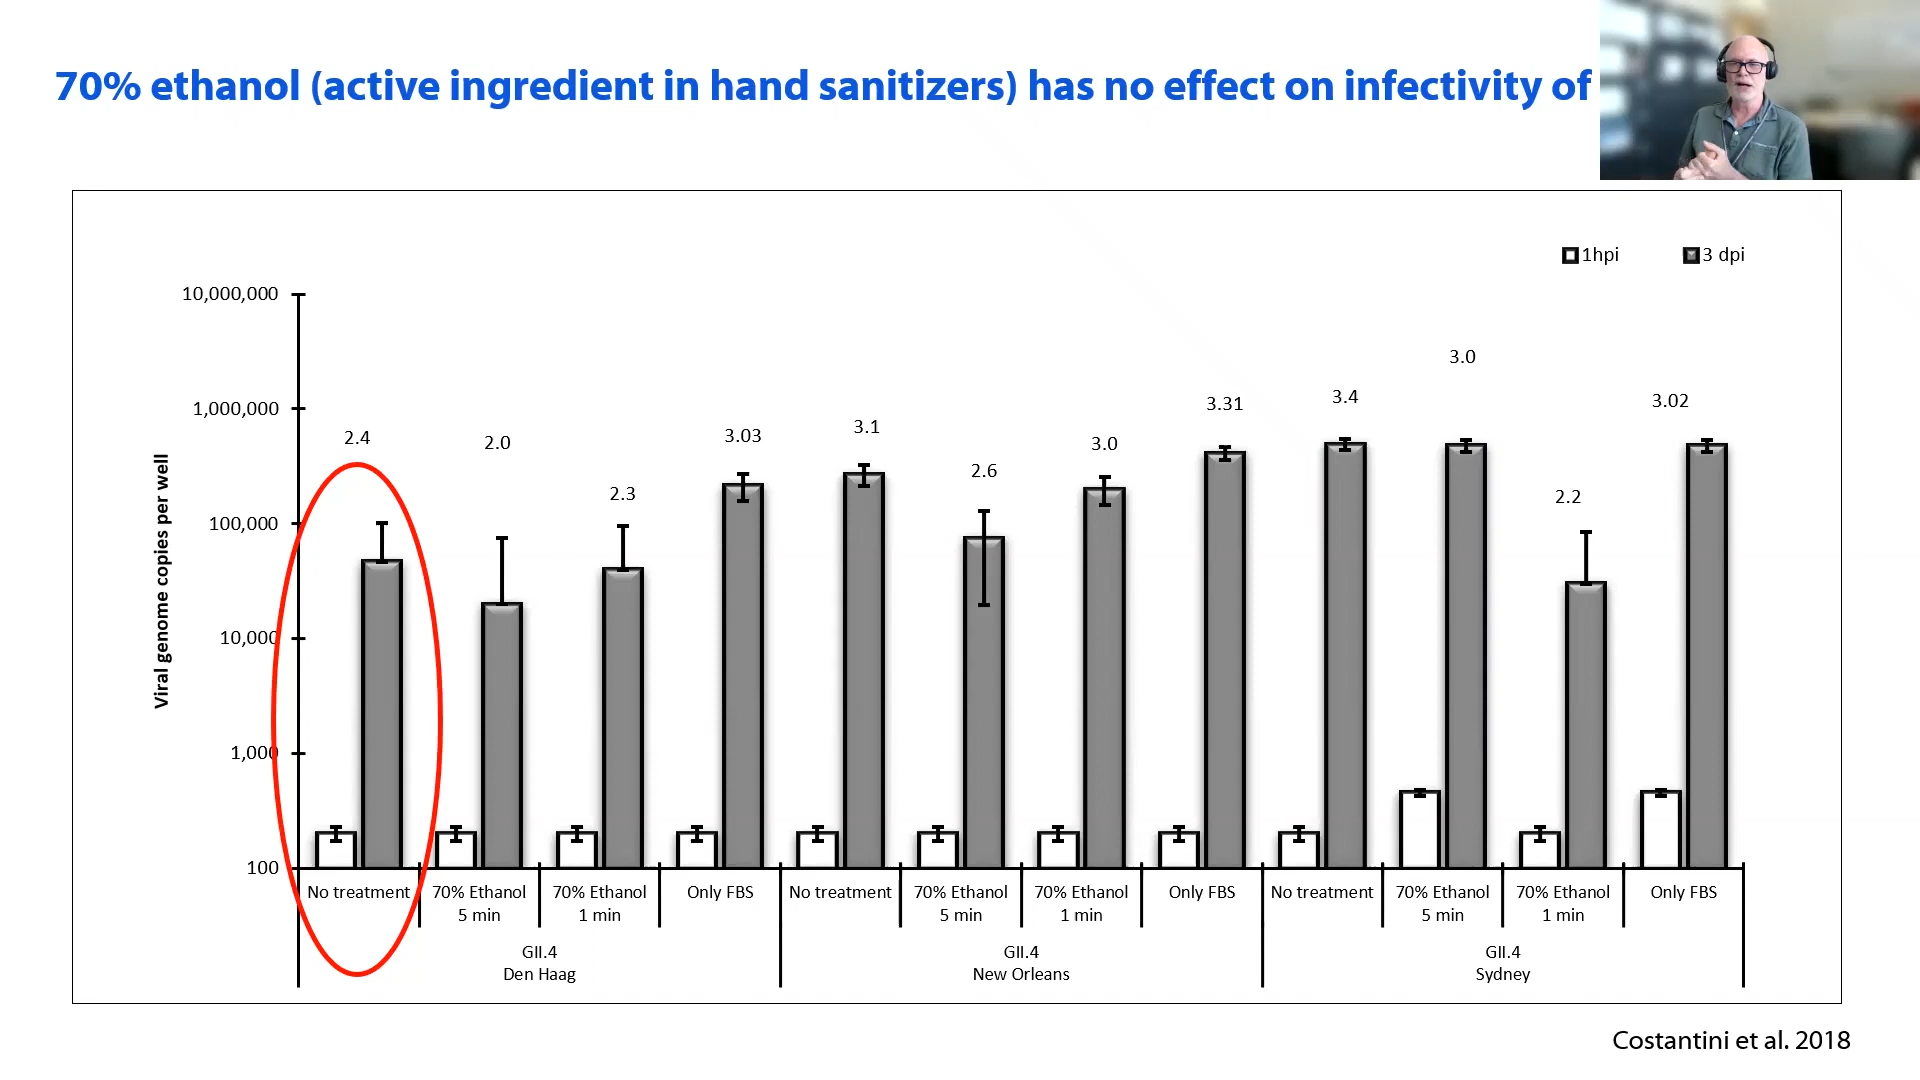 70% ethanol (active ingredient in hand sanitizers) has no effect on infectivity of
1hpi 3 dpi
10,000,000
1,000,000
100,000
10,000
1,000
100
Viral genome copies per well
2.4 2.0 2.3 3.03 3.1 2.6 3.0 3.31 3.4 3.0 2.2 3.02
No treatment 70% Ethanol 70% Ethanol Only FBS No treatment 70% Ethanol 70% Ethanol Only FBS No treatment 70% Ethanol 70% Ethanol Only FBS
5 min 1 min 5 min 1 min 5 min 1 min
GII.4 GII.4 GII.4
Den Haag New Orleans Sydney
Costantini et al. 2018